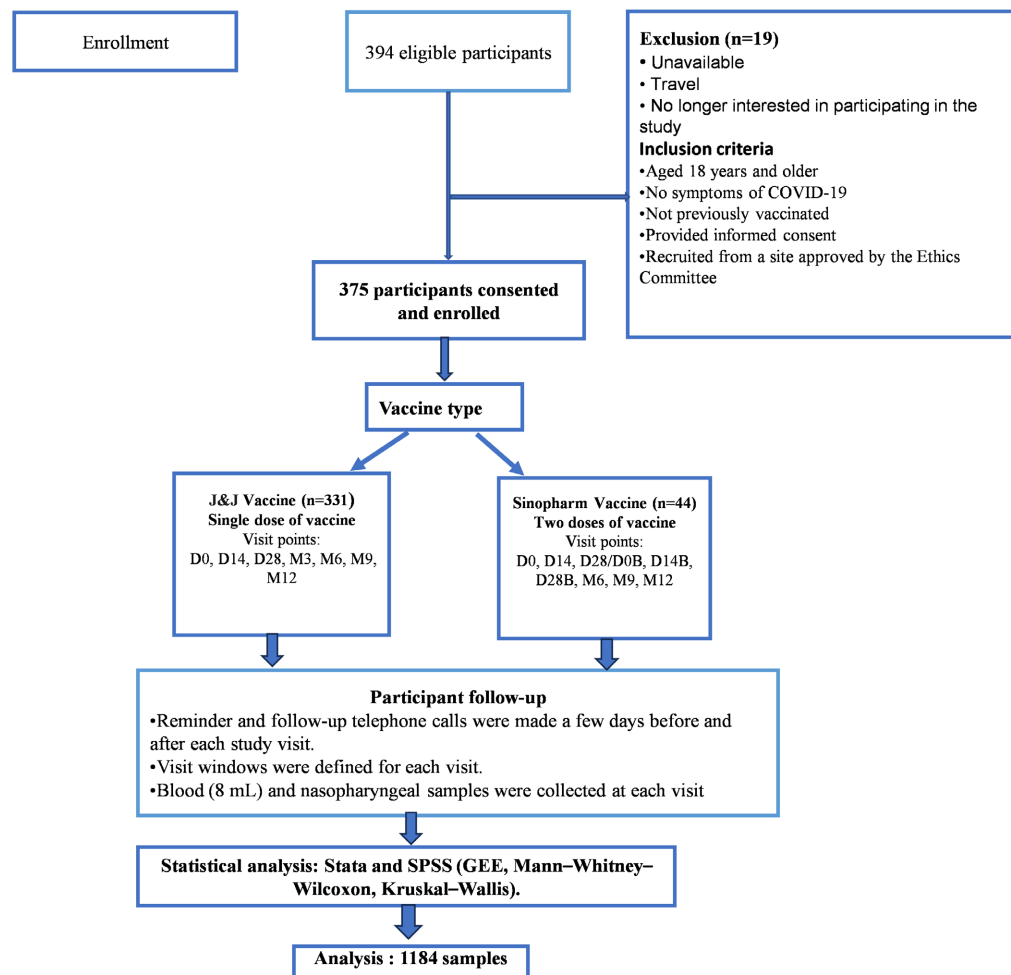 Enrollment
394 eligible participants
Exclusion (n=19)
• Unavailable
• Travel
• No longer interested in participating in the
study
Inclusion criteria
•Aged 18 years and older
•No symptoms of COVID-19
•Not previously vaccinated
•Provided informed consent
•Recruited from a site approved by the Ethics
Committee
375 participants consented
and enrolled
Vaccine type
J&J Vaccine (n=331)
Single dose of vaccine
Visit points:
D0, D14, D28, M3, M6, M9,
M12
Sinopharm Vaccine (n=44)
Two doses of vaccine
Visit points:
D0, D14, D28/D0B, D14B,
D28B, M6, M9, M12
Participant follow-up
•Reminder and follow-up telephone calls were made a few days before and
after each study visit.
•Visit windows were defined for each visit.
•Blood (8 mL) and nasopharyngeal samples were collected at each visit
Statistical analysis: Stata and SPSS (GEE, Mann–Whitney–
Wilcoxon, Kruskal–Wallis).
Analysis : 1184 samples